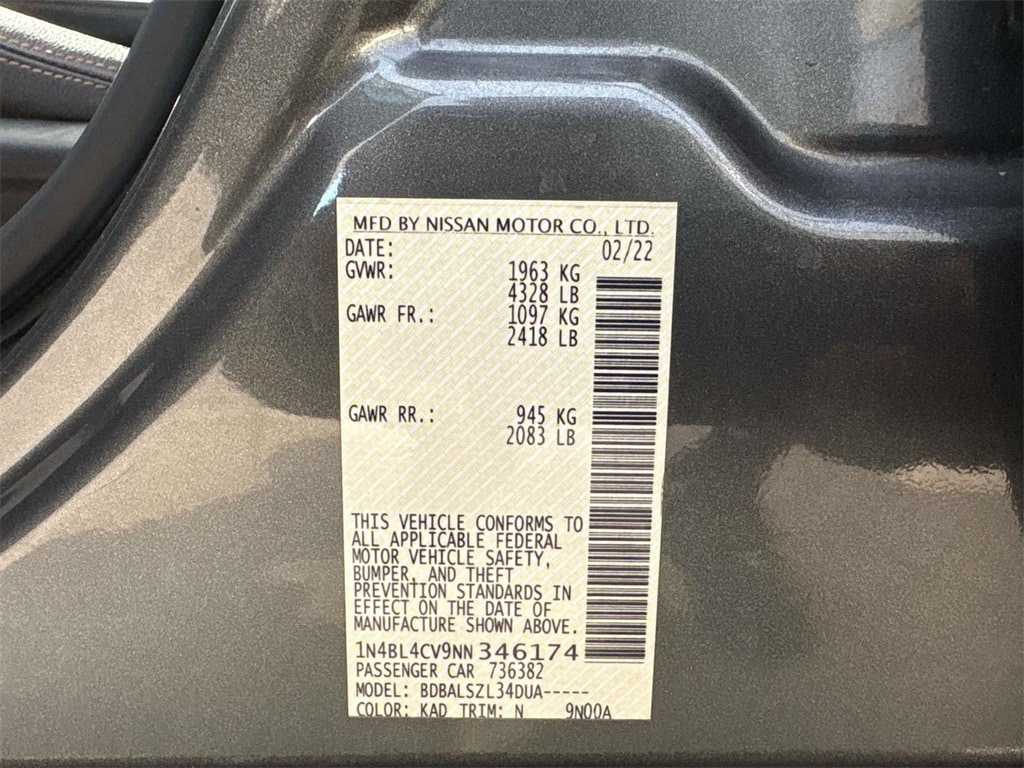 MFD BY NISSAN MOTOR CO., LTD.
DATE: 02/22
GVWR: 1963 KG
4328 LB
GAWR FR.: 1097 KG
2418 LB
GAWR RR.: 945 KG
2083 LB
THIS VEHICLE CONFORMS TO
ALL APPLICABLE FEDERAL
MOTOR VEHICLE SAFETY,
BUMPER, AND THEFT
PREVENTION STANDARDS IN
EFFECT ON THE DATE OF
MANUFACTURE SHOWN ABOVE.
1N4BL4CV9NN346174
PASSENGER CAR 736382
MODEL: BDBALSZL34DUA-----
COLOR: KAD TRIM: N 9N00A